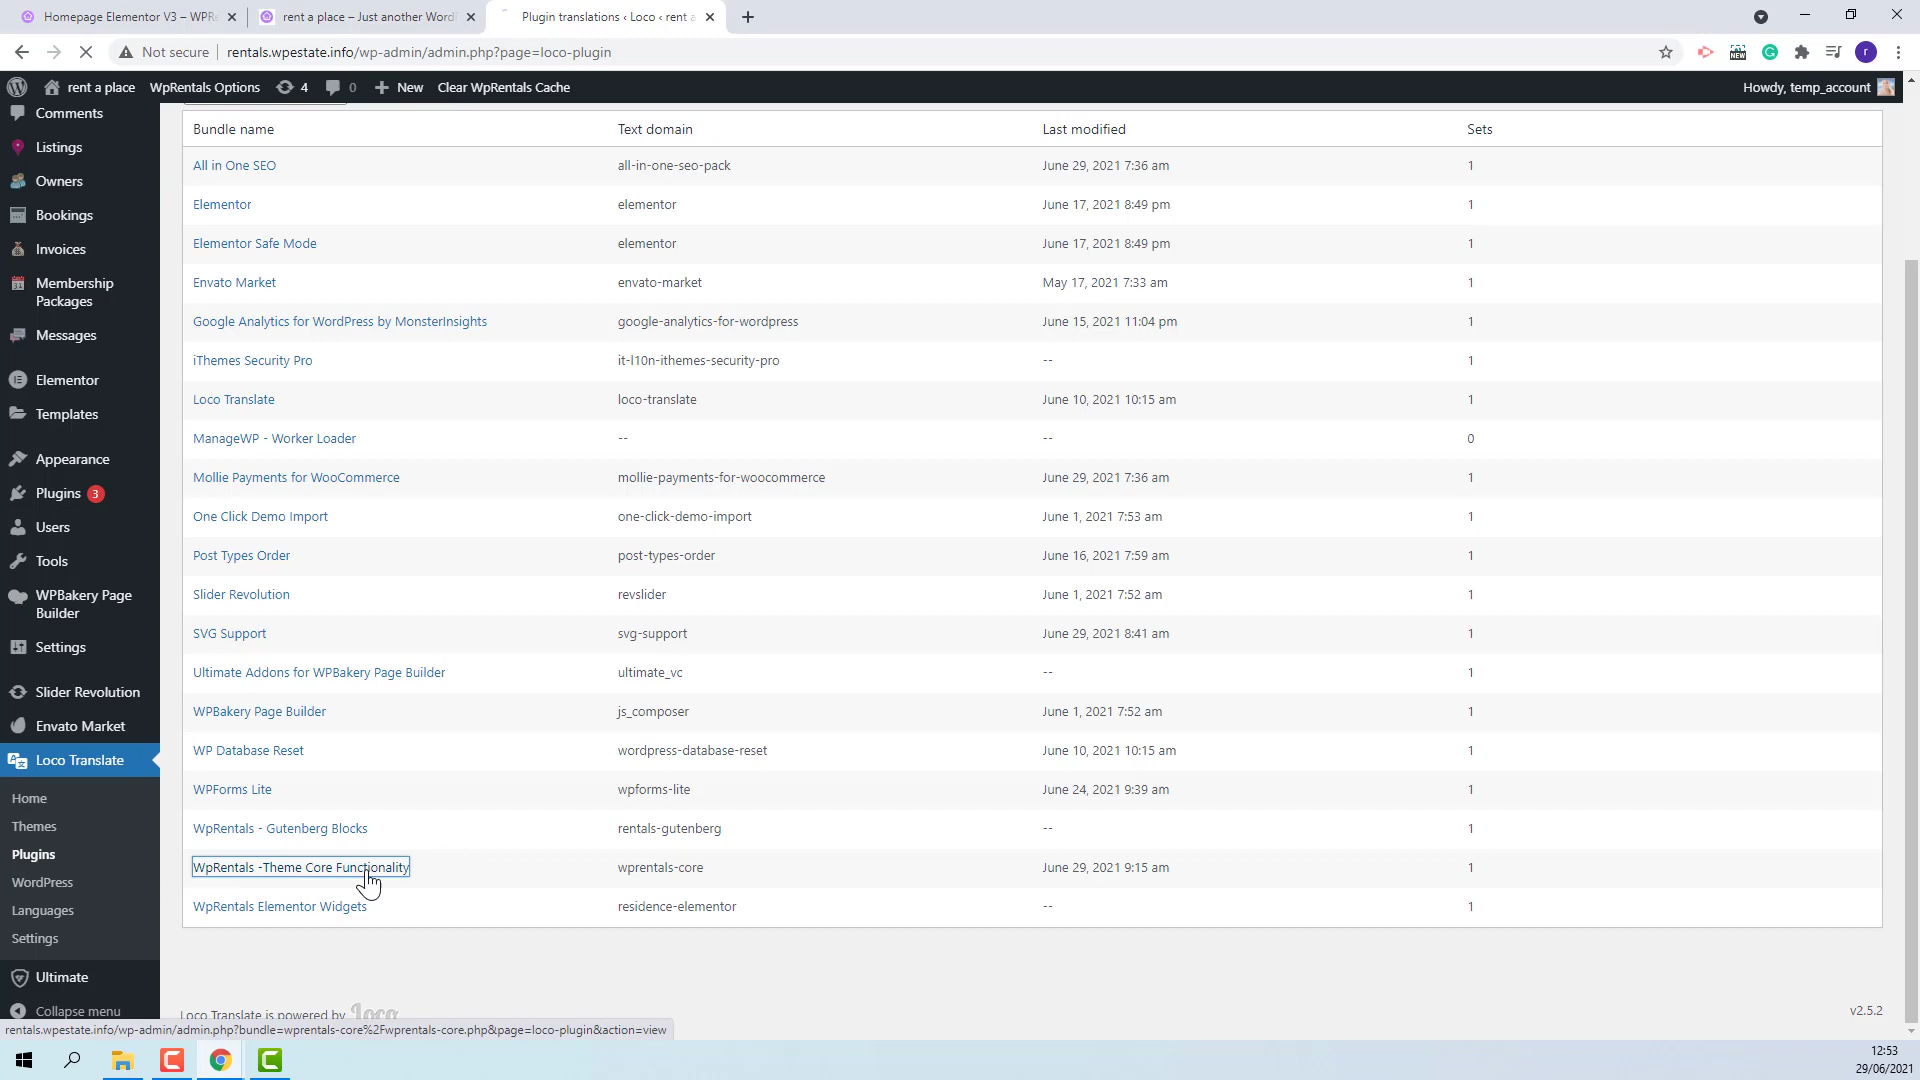 Homepage Elementor V3 – WPRe
rent a place – Just another WordP
Plugin translations ‹ Loco ‹ rent a
Not secure
rentals.wpestate.info/wp-admin/admin.php?page=loco-plugin
NEW
r
rent a place
WpRentals Options
4
0
New
Clear WpRentals Cache
Howdy, temp_account
Comments
Listings
Owners
Bookings
Invoices
Membership
Packages
Messages
Elementor
Templates
Appearance
Plugins 3
Users
Tools
WPBakery Page
Builder
Settings
Slider Revolution
Envato Market
Loco Translate
Home
Themes
Plugins
WordPress
Languages
Settings
Ultimate
Collapse menu
Bundle name Text domain Last modified Sets
All in One SEO all-in-one-seo-pack June 29, 2021 7:36 am 1
Elementor elementor June 17, 2021 8:49 pm 1
Elementor Safe Mode elementor June 17, 2021 8:49 pm 1
Envato Market envato-market May 17, 2021 7:33 am 1
Google Analytics for WordPress by MonsterInsights google-analytics-for-wordpress June 15, 2021 11:04 pm 1
iThemes Security Pro it-l10n-ithemes-security-pro -- 1
Loco Translate loco-translate June 10, 2021 10:15 am 1
ManageWP - Worker Loader -- -- 0
Mollie Payments for WooCommerce mollie-payments-for-woocommerce June 29, 2021 7:36 am 1
One Click Demo Import one-click-demo-import June 1, 2021 7:53 am 1
Post Types Order post-types-order June 16, 2021 7:59 am 1
Slider Revolution revslider June 1, 2021 7:52 am 1
SVG Support svg-support June 29, 2021 8:41 am 1
Ultimate Addons for WPBakery Page Builder ultimate_vc -- 1
WPBakery Page Builder js_composer June 1, 2021 7:52 am 1
WP Database Reset wordpress-database-reset June 10, 2021 10:15 am 1
WPForms Lite wpforms-lite June 24, 2021 9:39 am 1
WpRentals - Gutenberg Blocks rentals-gutenberg -- 1
WpRentals -Theme Core Functionality wprentals-core June 29, 2021 9:15 am 1
WpRentals Elementor Widgets residence-elementor -- 1
Loco Translate is powered by Loco
v2.5.2
rentals.wpestate.info/wp-admin/admin.php?bundle=wprentals-core%2Fwprentals-core.php&page=loco-plugin&action=view
12:53
29/06/2021